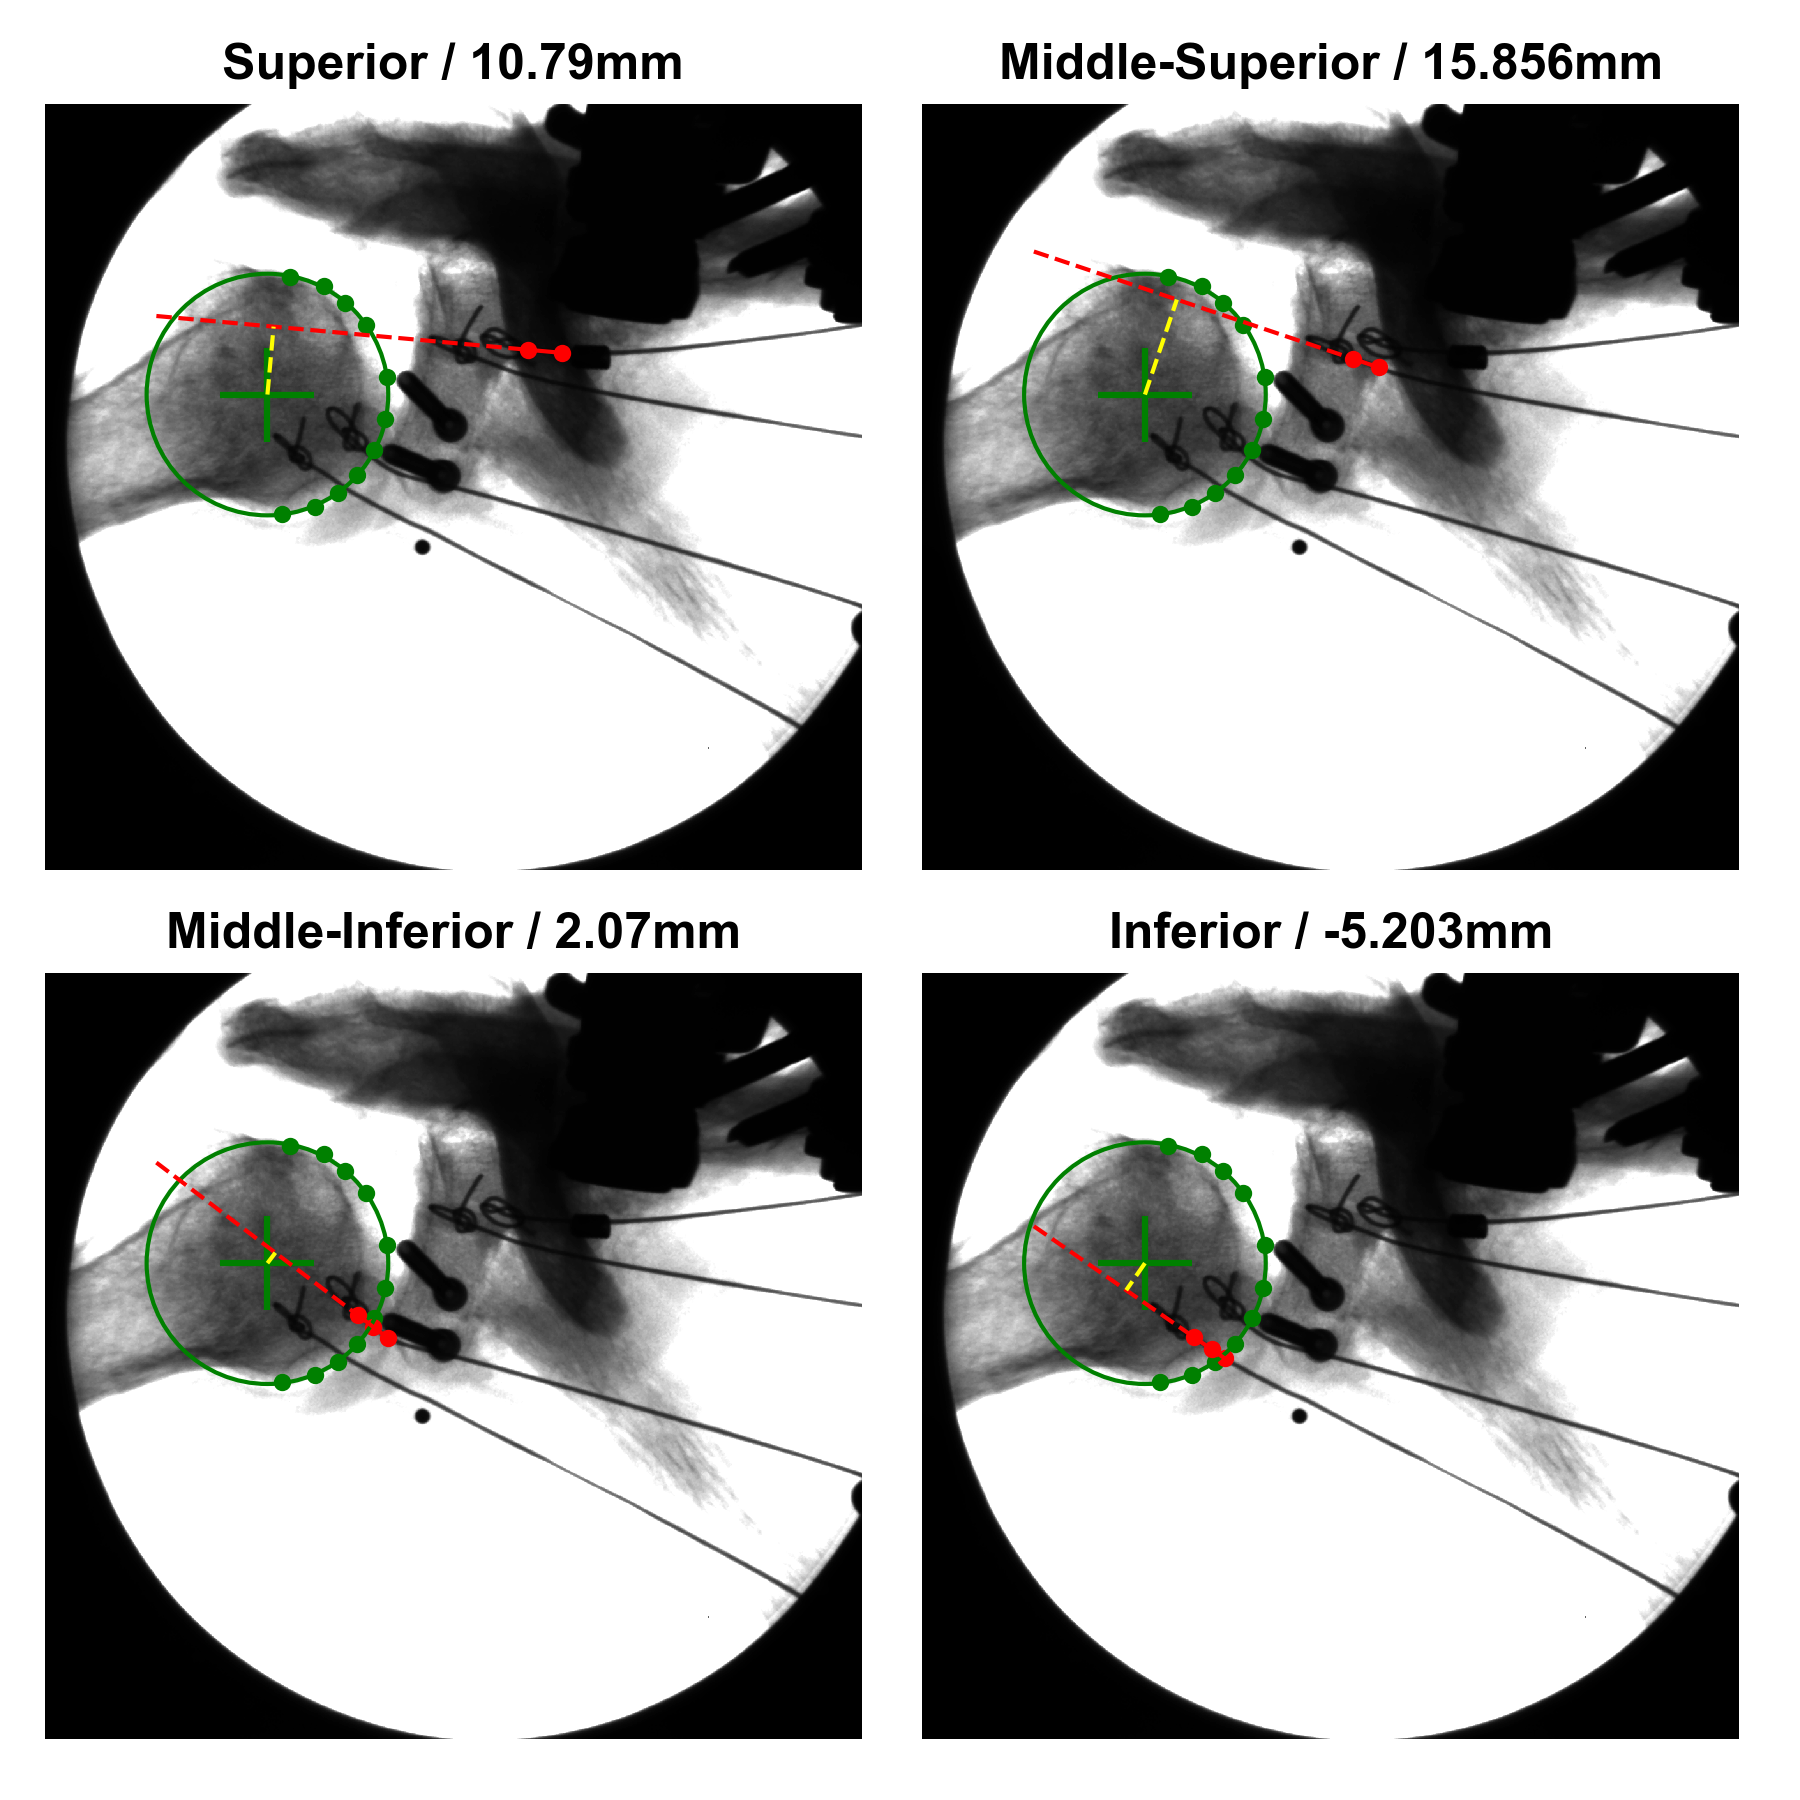 Superior / 10.79mm
Middle-Superior / 15.856mm
Middle-Inferior / 2.07mm
Inferior / -5.203mm